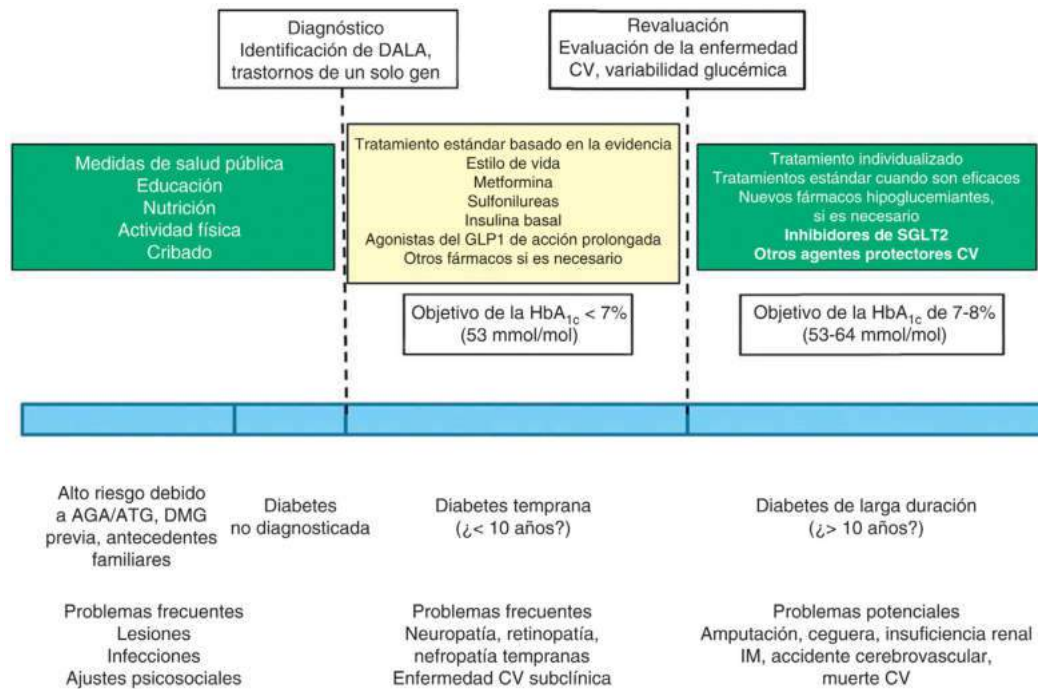 Diagnóstico
Identificación de DALA,
trastornos de un solo gen
Revaluación
Evaluación de la enfermedad
CV, variabilidad glucémica
Medidas de salud pública
Educación
Nutrición
Actividad física
Cribado
Tratamiento estándar basado en la evidencia
Estilo de vida
Metformina
Sulfonilureas
Insulina basal
Agonistas del GLP1 de acción prolongada
Otros fármacos si es necesario
Tratamiento individualizado
Tratamientos estándar cuando son eficaces
Nuevos fármacos hipoglucemiantes,
si es necesario
Inhibidores de SGLT2
Otros agentes protectores CV
Objetivo de la HbA1c < 7%
(53 mmol/mol)
Objetivo de la HbA1c de 7-8%
(53-64 mmol/mol)
Alto riesgo debido
a AGA/ATG, DMG
previa, antecedentes
familiares
Diabetes
no diagnosticada
Diabetes temprana
(¿< 10 años?)
Diabetes de larga duración
(¿> 10 años?)
Problemas frecuentes
Lesiones
Infecciones
Ajustes psicosociales
Problemas frecuentes
Neuropatía, retinopatía,
nefropatía tempranas
Enfermedad CV subclínica
Problemas potenciales
Amputación, ceguera, insuficiencia renal
IM, accidente cerebrovascular,
muerte CV